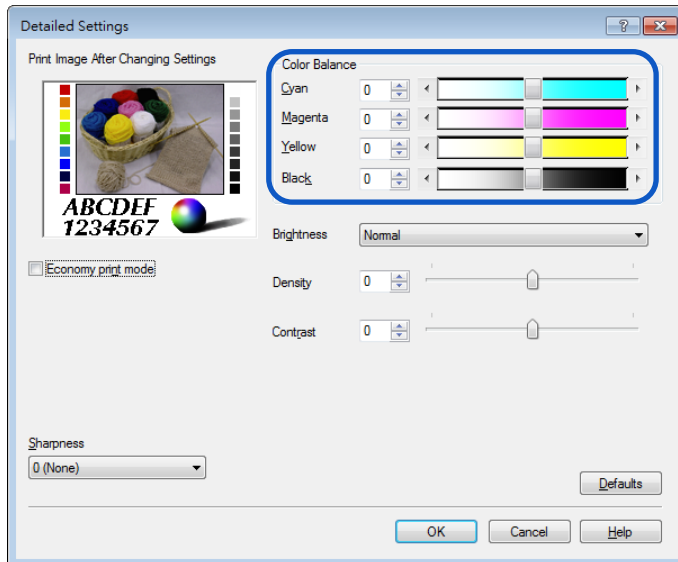 Detailed Settings
?
Print Image After Changing Settings
ABCDEF
1234567
Economy print mode
Sharpness
0 (None)
Color Balance
Cyan 0
Magenta 0
Yellow 0
Black 0
Brightness Normal
Density 0
Contrast 0
Defaults
OK Cancel Help